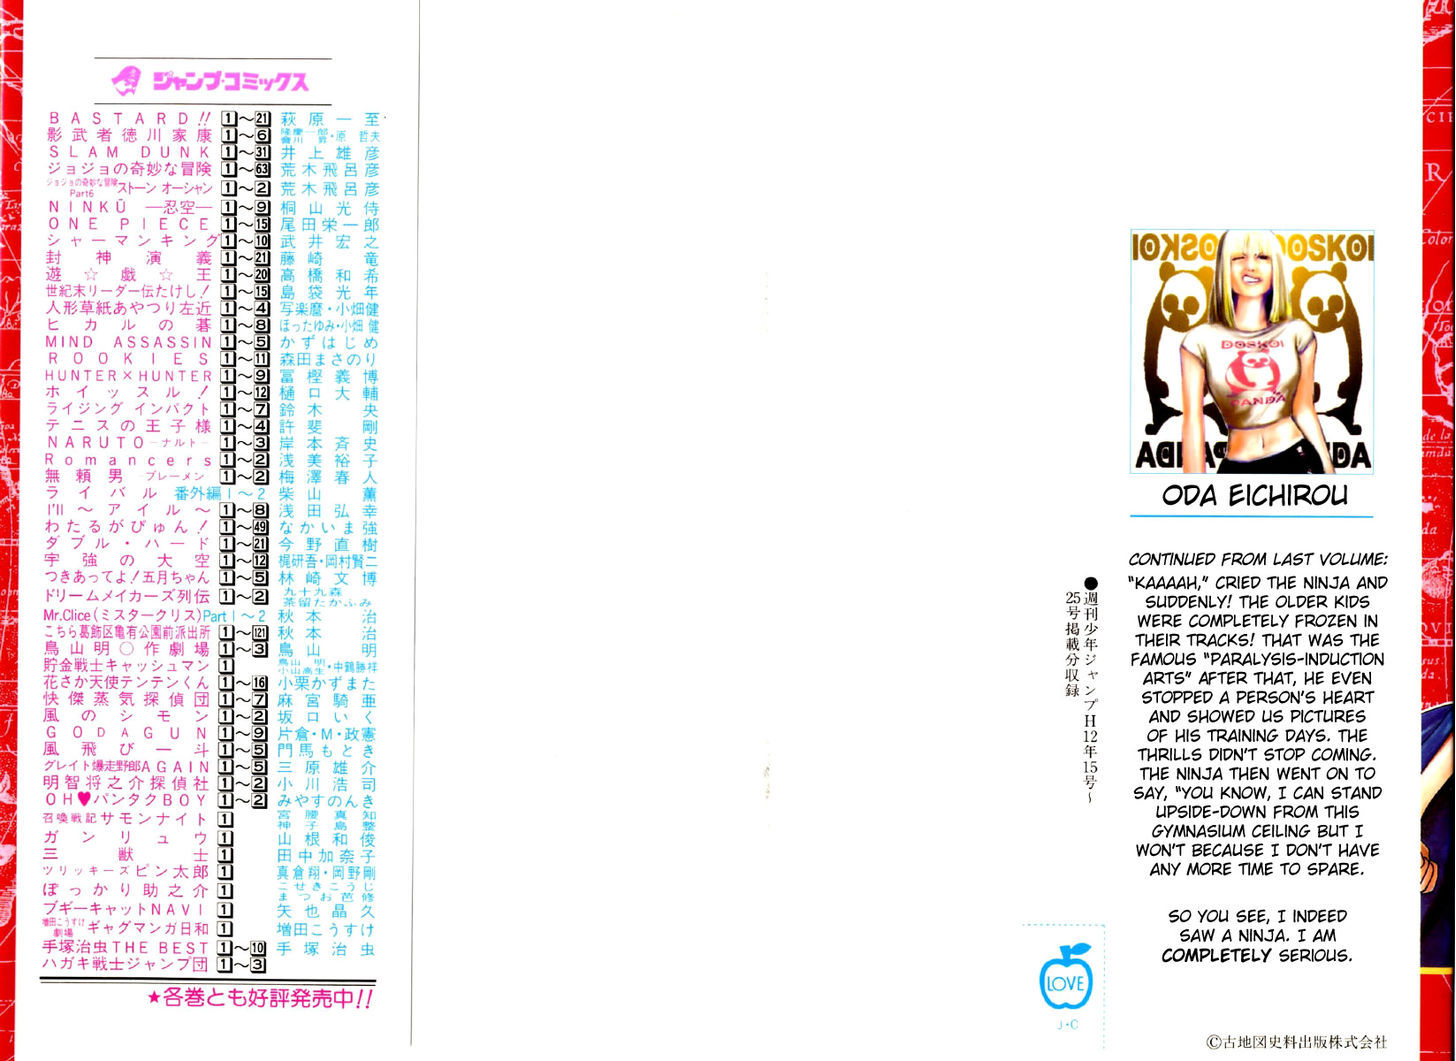 ジャンプ・コミックス
BASTARD!! 1〜21 萩原一至
影武者徳川家康 1〜6 隆慶一郎・原哲夫
SLAM DUNK 1〜31 井上雄彦
ジョジョの奇妙な冒険 1〜63 荒木飛呂彦
ジョジョの奇妙な冒険 Part6 ストーン オーシャン 1〜2 荒木飛呂彦
NINKŪ —忍空— 1〜9 桐山光侍
ONE PIECE 1〜15 尾田栄一郎
シャーマンキング 1〜10 武井宏之
封神演義 1〜21 藤崎竜
遊☆戯☆王 1〜20 高橋和希
世紀末リーダー伝たけし! 1〜15 島袋光年
人形草紙あやつり左近 1〜4 写楽麿・小畑健
ヒカルの碁 1〜8 ほったゆみ・小畑健
MIND ASSASSIN 1〜5 かずはじめ
ROOKIES 1〜11 森田まさのり
HUNTER×HUNTER 1〜9 冨樫義博
ホイッスル! 1〜12 樋口大輔
ライジング インパクト 1〜7 鈴木央
テニスの王子様 1〜4 許斐剛
NARUTO—ナルト— 1〜3 岸本斉史
Romancers 1〜2 浅美裕子
無頼男 ブレーメン 1〜2 梅澤春人
ライバル 番外編1〜2 柴山薫
I'll 〜アイル〜 1〜8 浅田弘幸
わたるがぴゅん! 1〜49 なかいま強
ダブル・ハード 1〜21 今野直樹
宇強の大空 1〜12 梶研吾・岡村賢二
つきあってよ!五月ちゃん 1〜5 林崎文博
ドリームメイカーズ列伝 1〜2 九十九森 茶留たかふみ
Mr.Clice(ミスタークリス)Part 1〜2 秋本治
こちら葛飾区亀有公園前派出所 1〜121 秋本治
鳥山明○作劇場 1〜3 鳥山明
貯金戦士キャッシュマン 1 鳥山明 小山高生・中鶴勝祥
花さか天使テンテンくん 1〜16 小栗かずまた
快傑蒸気探偵団 1〜7 麻宮騎亜
風のシモン 1〜2 坂口いく
GODAGUN 1〜9 片倉・M・政憲
風飛び一斗 1〜5 門馬もとき
グレイト爆走野郎AGAIN 1〜5 三原雄介
明智将之介探偵社 1〜2 小川浩司
OH♥パンタクBOY 1〜2 みやすのんき
召喚戦記サモンナイト 1 宮腰真知 神子島整
ガンリュウ 1 山根和俊
三獣士 1 田中加奈子
ツリッキーズピン太郎 1 真倉翔・岡野剛
ぽっかり助之介 1 こせきこうじ まつお芭修
ブギーキャットNAVI 1 矢也晶久
増田こうすけ劇場 ギャグマンガ日和 1 増田こうすけ
手塚治虫THE BEST 1〜10 手塚治虫
ハガキ戦士ジャンプ団 1〜3
★各巻とも好評発売中!!
●週刊少年ジャンプH12年15号〜
25号掲載分収録
LOVE
J・C
DOSKOI
DOSKOI
PANDA
ODA EICHIROU
CONTINUED FROM LAST VOLUME:
"KAAAAH," CRIED THE NINJA AND
SUDDENLY! THE OLDER KIDS
WERE COMPLETELY FROZEN IN
THEIR TRACKS! THAT WAS THE
FAMOUS "PARALYSIS-INDUCTION
ARTS" AFTER THAT, HE EVEN
STOPPED A PERSON'S HEART
AND SHOWED US PICTURES
OF HIS TRAINING DAYS. THE
THRILLS DIDN'T STOP COMING.
THE NINJA THEN WENT ON TO
SAY, "YOU KNOW, I CAN STAND
UPSIDE-DOWN FROM THIS
GYMNASIUM CEILING BUT I
WON'T BECAUSE I DON'T HAVE
ANY MORE TIME TO SPARE.
SO YOU SEE, I INDEED
SAW A NINJA. I AM
COMPLETELY SERIOUS.
©古地図史料出版株式会社